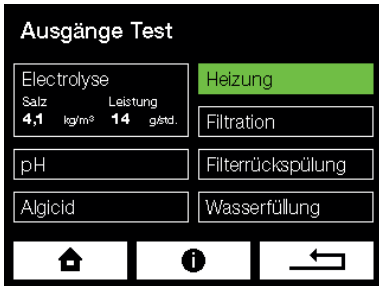 Ausgänge Test
Electrolyse
Salz Leistung
4,1 kg/m³ 14 g/std.
pH
Algicid
Heizung
Filtration
Filterrückspülung
Wasserfüllung